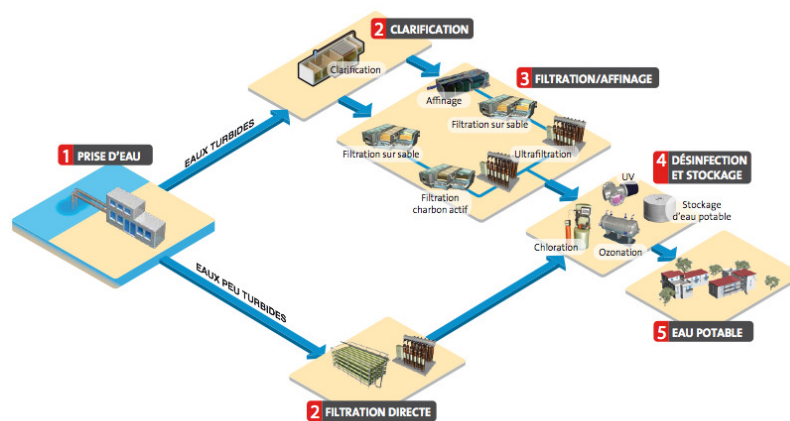 2 CLARIFICATION
Clarification
3 FILTRATION/AFFINAGE
Affinage
Filtration sur sable
EAUX TURBIDES
1 PRISE D'EAU
Filtration sur sable
Ultrafiltration
4 DÉSINFECTION
ET STOCKAGE
UV
Filtration
charbon actif
Stockage
d'eau potable
Chloration
Ozonation
EAUX PEU TURBIDES
5 EAU POTABLE
2 FILTRATION DIRECTE